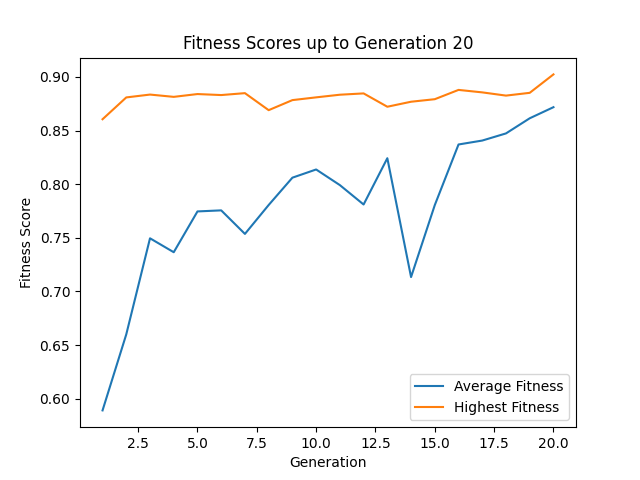 Fitness Scores up to Generation 20
Fitness Score
0.90
0.85
0.80
0.75
0.70
0.65
0.60
Average Fitness
Highest Fitness
2.5 5.0 7.5 10.0 12.5 15.0 17.5 20.0
Generation